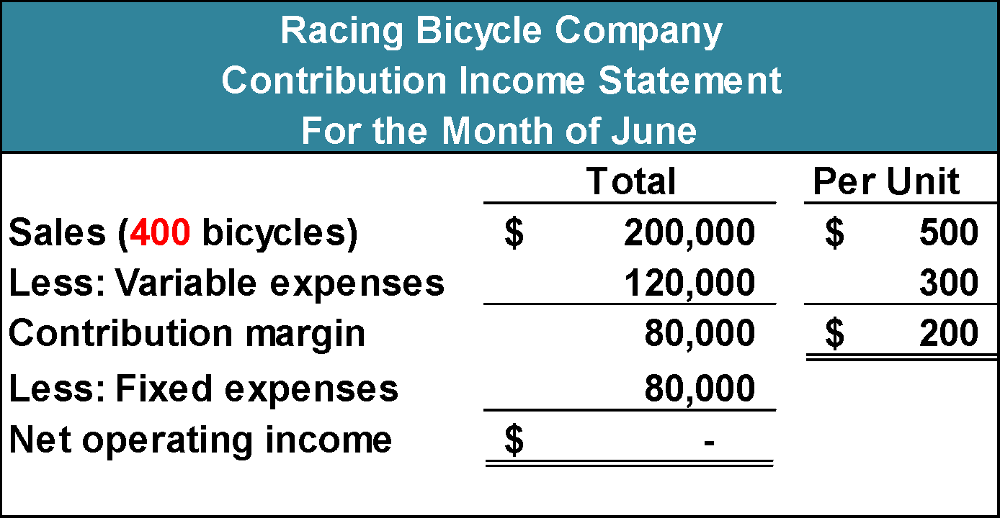 Racing Bicycle Company
Contribution Income Statement
For the Month of June
Total Per Unit
Sales (400 bicycles) $ 200,000 $ 500
Less: Variable expenses 120,000 300
Contribution margin 80,000 $ 200
Less: Fixed expenses 80,000
Net operating income $ -